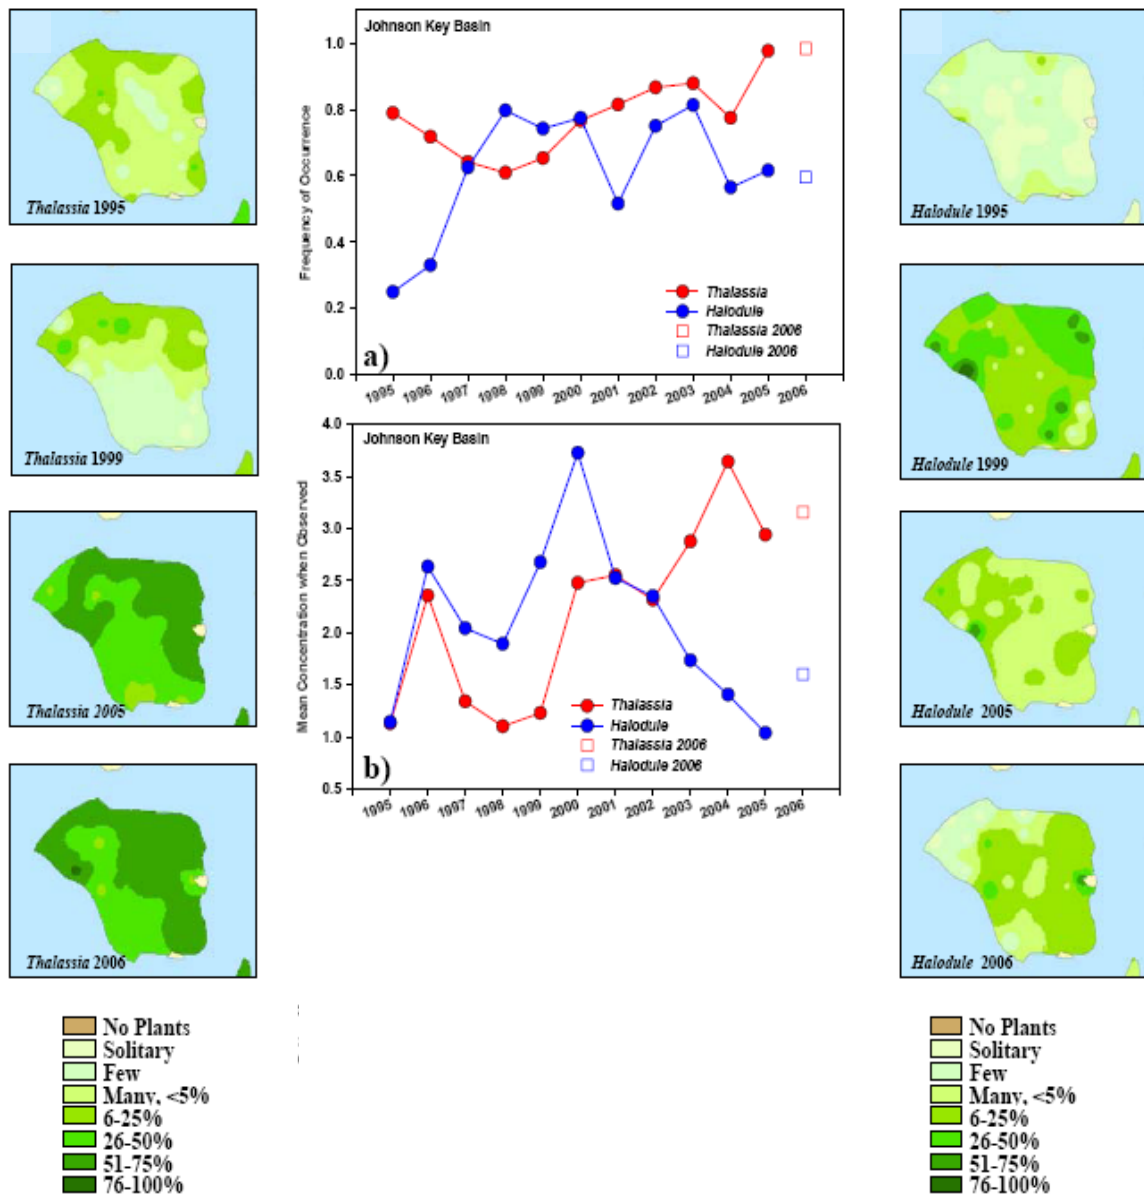 Thalassia 1995
Thalassia 1999
Thalassia 2005
Thalassia 2006
No Plants
Solitary
Few
Many, <5%
6-25%
26-50%
51-75%
76-100%
Johnson Key Basin
Frequency of Occurrence
1.0
0.8
0.6
0.4
0.2
0.0
Thalassia
Halodule
Thalassia 2006
Halodule 2006
a)
1995 1996 1997 1998 1999 2000 2001 2002 2003 2004 2005 2006
Johnson Key Basin
Mean Concentration when Observed
4.0
3.5
3.0
2.5
2.0
1.5
1.0
0.5
Thalassia
Halodule
Thalassia 2006
Halodule 2006
b)
1995 1996 1997 1998 1999 2000 2001 2002 2003 2004 2005 2006
Halodule 1995
Halodule 1999
Halodule 2005
Halodule 2006
No Plants
Solitary
Few
Many, <5%
6-25%
26-50%
51-75%
76-100%